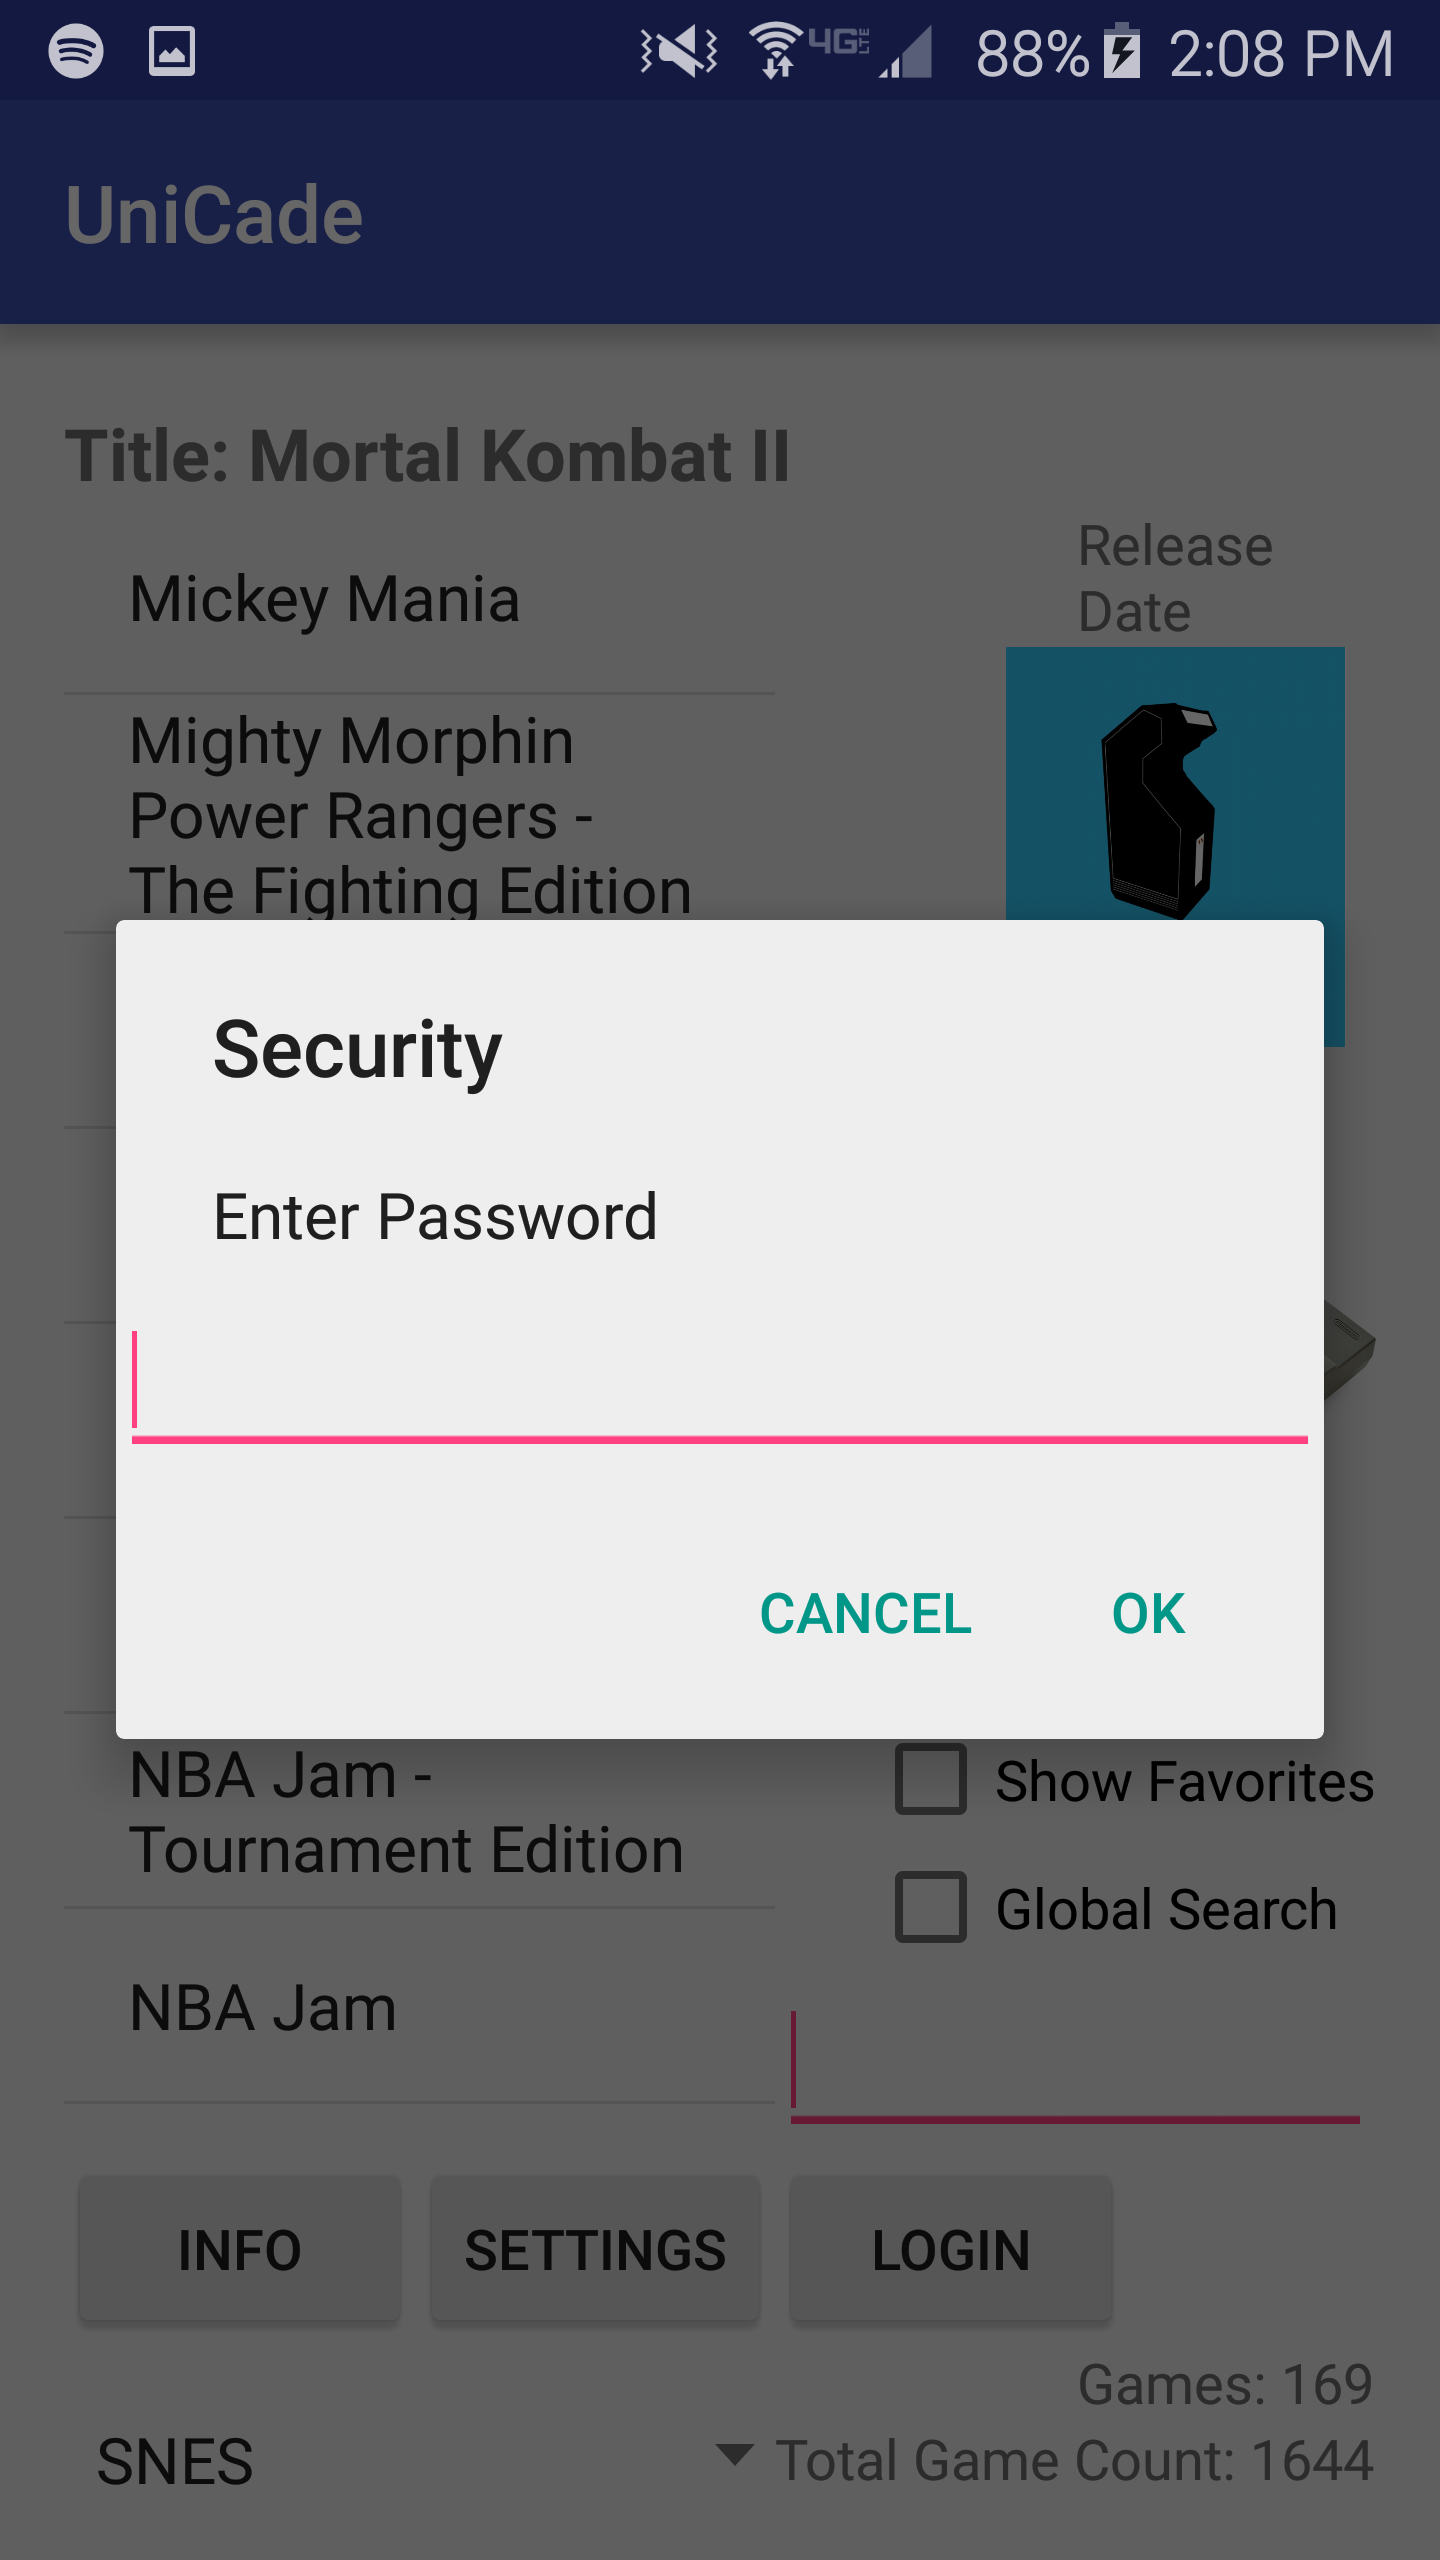 88% 2:08 PM
4G LTE
UniCade
Title: Mortal Kombat II
Release
Date
Mickey Mania
Mighty Morphin
Power Rangers -
The Fighting Edition
Security
Enter Password
CANCEL OK
NBA Jam -
Tournament Edition
Show Favorites
Global Search
NBA Jam
INFO SETTINGS LOGIN
Games: 169
SNES
Total Game Count: 1644